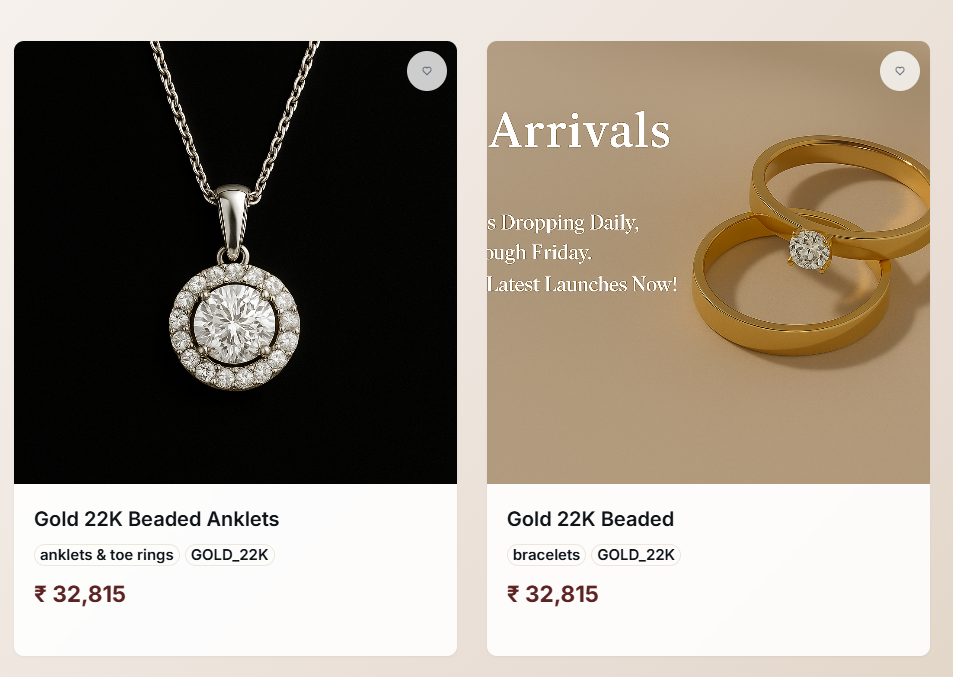 Arrivals
s Dropping Daily,
ough Friday.
Latest Launches Now!
Gold 22K Beaded Anklets
anklets & toe rings GOLD_22K
₹ 32,815
Gold 22K Beaded
bracelets GOLD_22K
₹ 32,815